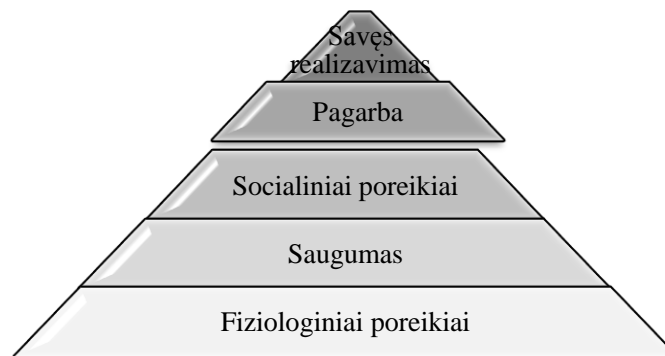 Savęs
realizavimas
Pagarba
Socialiniai poreikiai
Saugumas
Fiziologiniai poreikiai